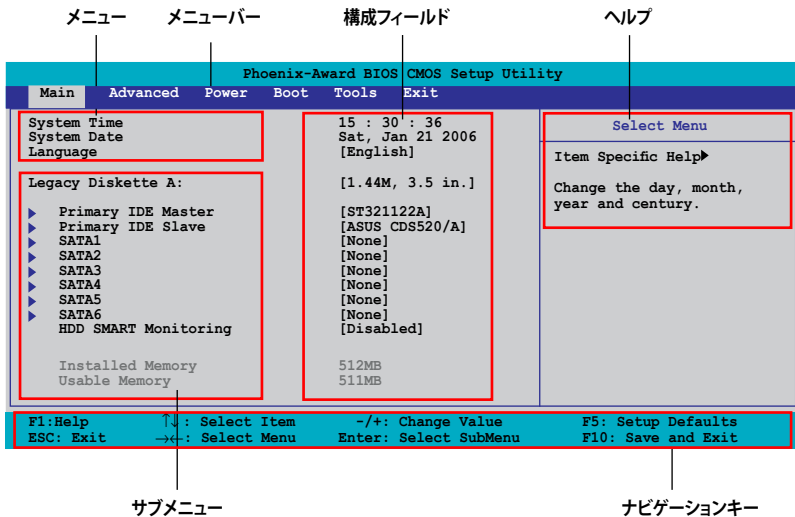 メニュー メニューバー 構成フィールド ヘルプ
Phoenix-Award BIOS CMOS Setup Utility
Main Advanced Power Boot Tools Exit
System Time 15 : 30 : 36
System Date Sat, Jan 21 2006
Language [English]
Select Menu
Item Specific Help▶
Change the day, month,
year and century.
Legacy Diskette A: [1.44M, 3.5 in.]
▶ Primary IDE Master [ST321122A]
▶ Primary IDE Slave [ASUS CDS520/A]
▶ SATA1 [None]
▶ SATA2 [None]
▶ SATA3 [None]
▶ SATA4 [None]
▶ SATA5 [None]
▶ SATA6 [None]
HDD SMART Monitoring [Disabled]
Installed Memory 512MB
Usable Memory 511MB
F1:Help ↑↓: Select Item -/+: Change Value F5: Setup Defaults
ESC: Exit →←: Select Menu Enter: Select SubMenu F10: Save and Exit
サブメニュー ナビゲーションキー